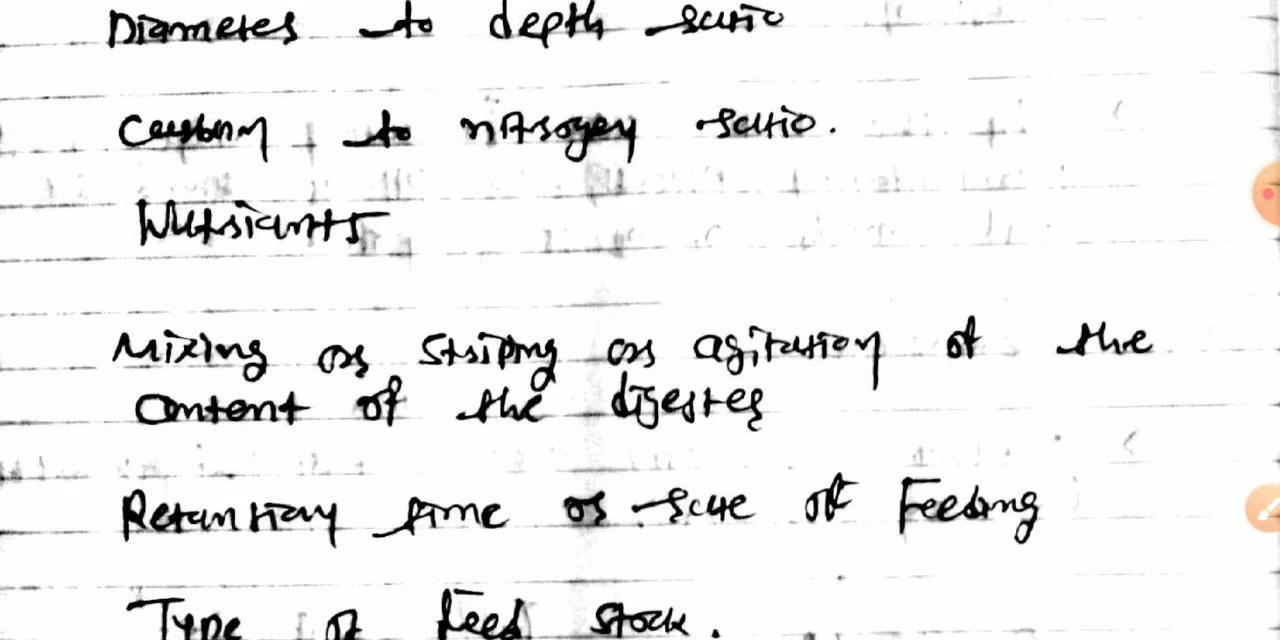 Diameter to depth ratio
Carbon to nitrogen ratio.
Nutrients
Mixing or stirring or agitation of the
content of the digester
Retantion time or rate of feeding
Type of feed stock.